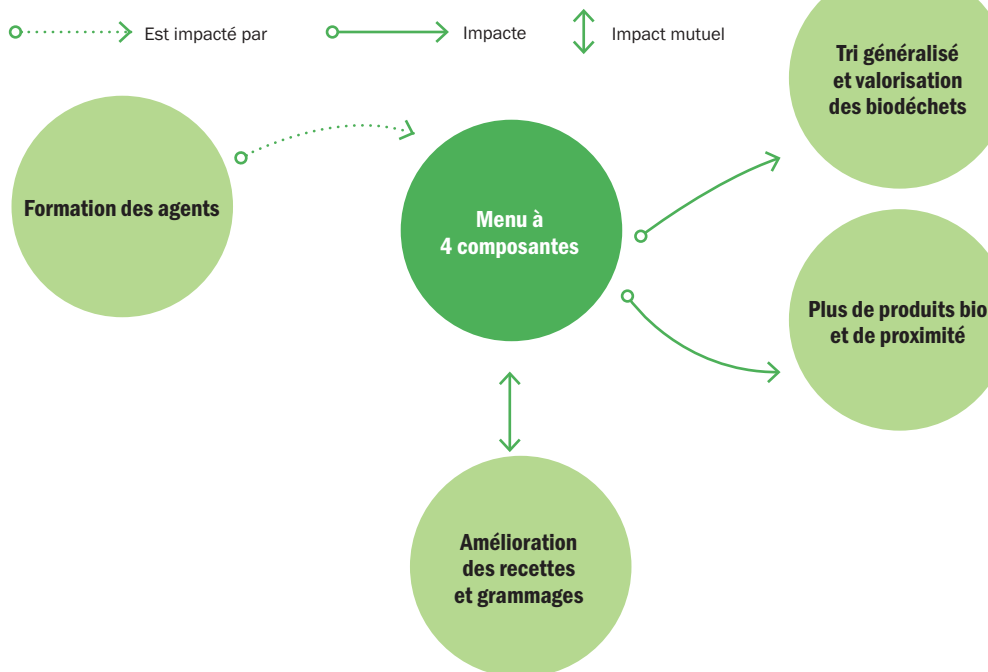 Est impacté par
Impacte
Impact mutuel
Tri généralisé
et valorisation
des biodéchets
Formation des agents
Menu à
4 composantes
Plus de produits bio
et de proximité
Amélioration
des recettes
et grammages